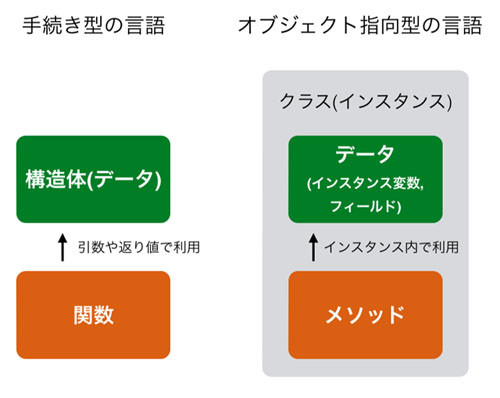 手続き型の言語
構造体(データ)
引数や返り値で利用
関数
オブジェクト指向型の言語
クラス(インスタンス)
データ
(インスタンス変数,
フィールド)
インスタンス内で利用
メソッド